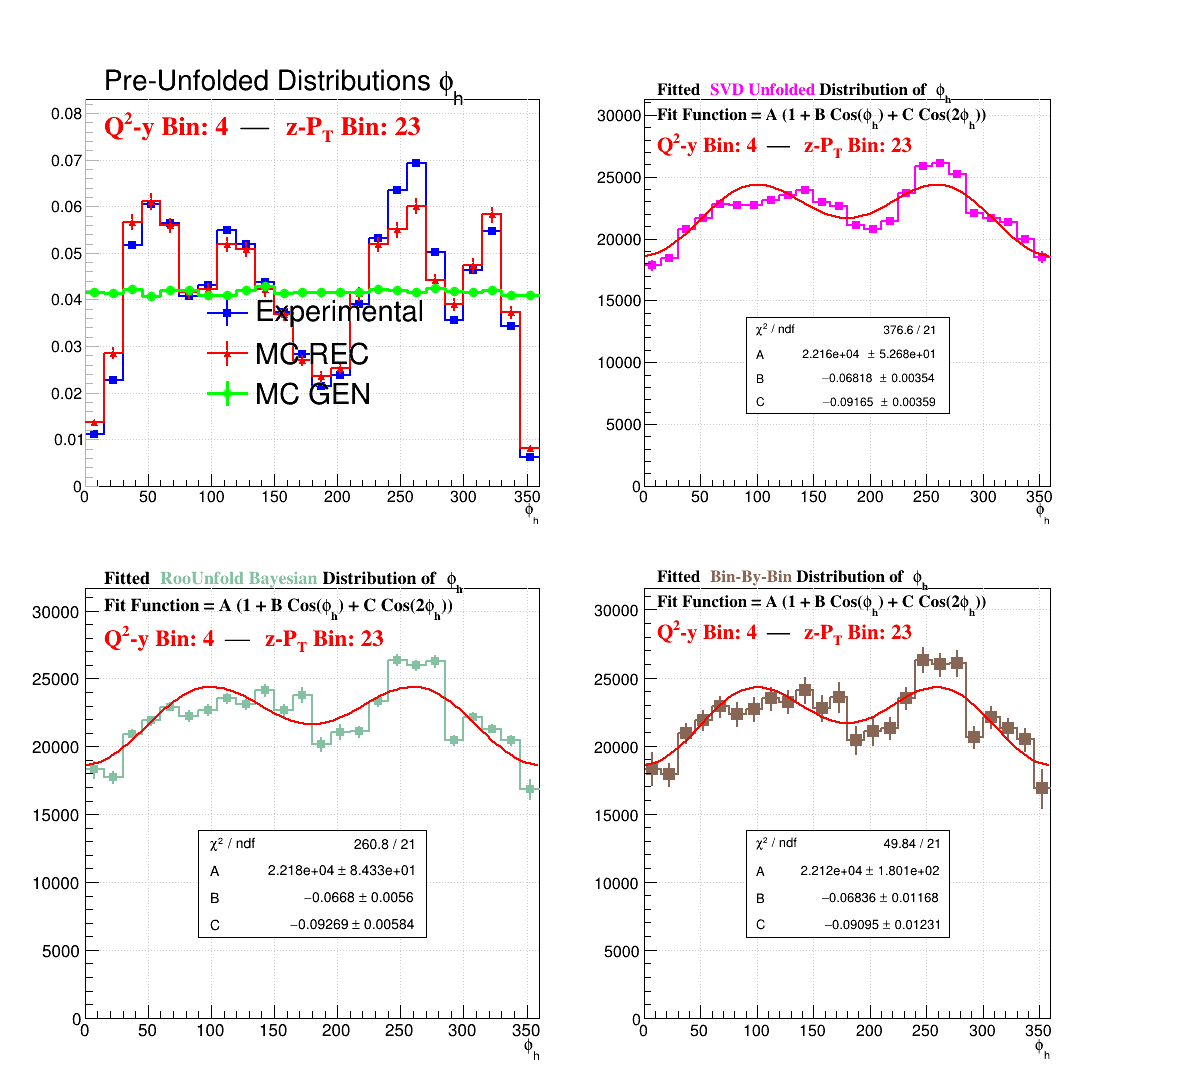 Pre-Unfolded Distributions ϕh
Q²-y Bin: 4 — z-PT Bin: 23
0.08
0.07
0.06
0.05
0.04
0.03
0.02
0.01
0
Experimental
MC REC
MC GEN
0 50 100 150 200 250 300 350
ϕh
Fitted SVD Unfolded Distribution of ϕh
Fit Function = A (1 + B Cos(ϕh) + C Cos(2ϕh))
Q²-y Bin: 4 — z-PT Bin: 23
30000
25000
20000
15000
10000
5000
0
χ² / ndf 376.6 / 21
A 2.216e+04 ± 5.268e+01
B −0.06818 ± 0.00354
C −0.09165 ± 0.00359
0 50 100 150 200 250 300 350
ϕh
Fitted RooUnfold Bayesian Distribution of ϕh
Fit Function = A (1 + B Cos(ϕh) + C Cos(2ϕh))
Q²-y Bin: 4 — z-PT Bin: 23
30000
25000
20000
15000
10000
5000
0
χ² / ndf 260.8 / 21
A 2.218e+04 ± 8.433e+01
B −0.0668 ± 0.0056
C −0.09269 ± 0.00584
0 50 100 150 200 250 300 350
ϕh
Fitted Bin-By-Bin Distribution of ϕh
Fit Function = A (1 + B Cos(ϕh) + C Cos(2ϕh))
Q²-y Bin: 4 — z-PT Bin: 23
30000
25000
20000
15000
10000
5000
0
χ² / ndf 49.84 / 21
A 2.212e+04 ± 1.801e+02
B −0.06836 ± 0.01168
C −0.09095 ± 0.01231
0 50 100 150 200 250 300 350
ϕh